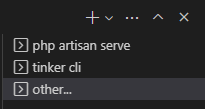 php artisan serve
tinker cli
other...